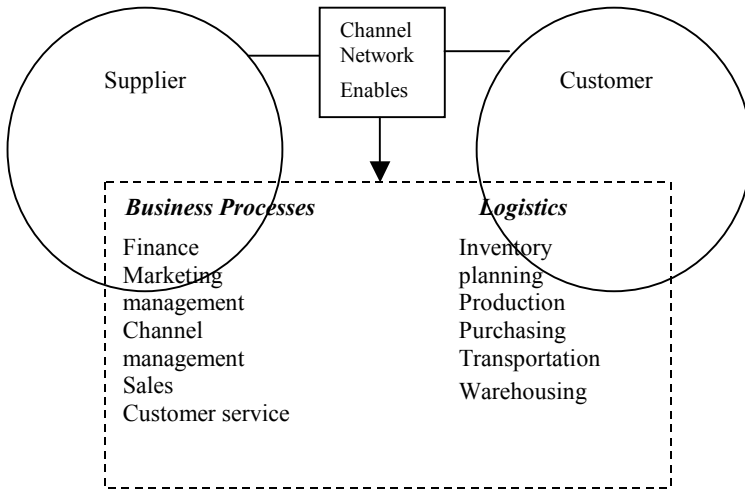 Channel
Network
Enables
Supplier
Customer
Business Processes
Finance
Marketing
management
Channel
management
Sales
Customer service
Logistics
Inventory
planning
Production
Purchasing
Transportation
Warehousing